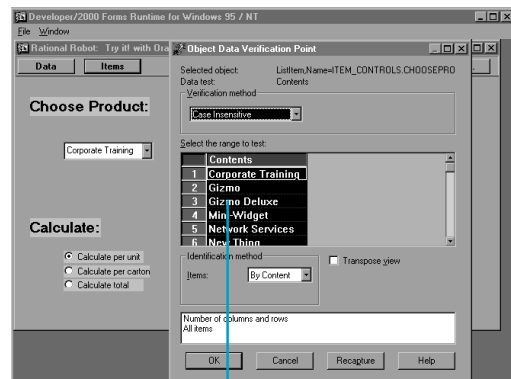 Developer/2000 Forms Runtime for Windows 95 / NT
File Window
Rational Robot: Try it! with Ora
Data Items
Choose Product:
Corporate Training
Calculate:
Calculate per unit
Calculate per carton
Calculate total
Object Data Verification Point
Selected object: ListItem,Name=ITEM_CONTROLS.CHOOSEPRO
Data test: Contents
Verification method
Case Insensitive
Select the range to test:
Contents
1 Corporate Training
2 Gizmo
3 Gizmo Deluxe
4 Mini-Widget
5 Network Services
6 New Thing
Identification method
Items: By Content
Transpose view
Number of columns and rows
All items
OK Cancel Recapture Help